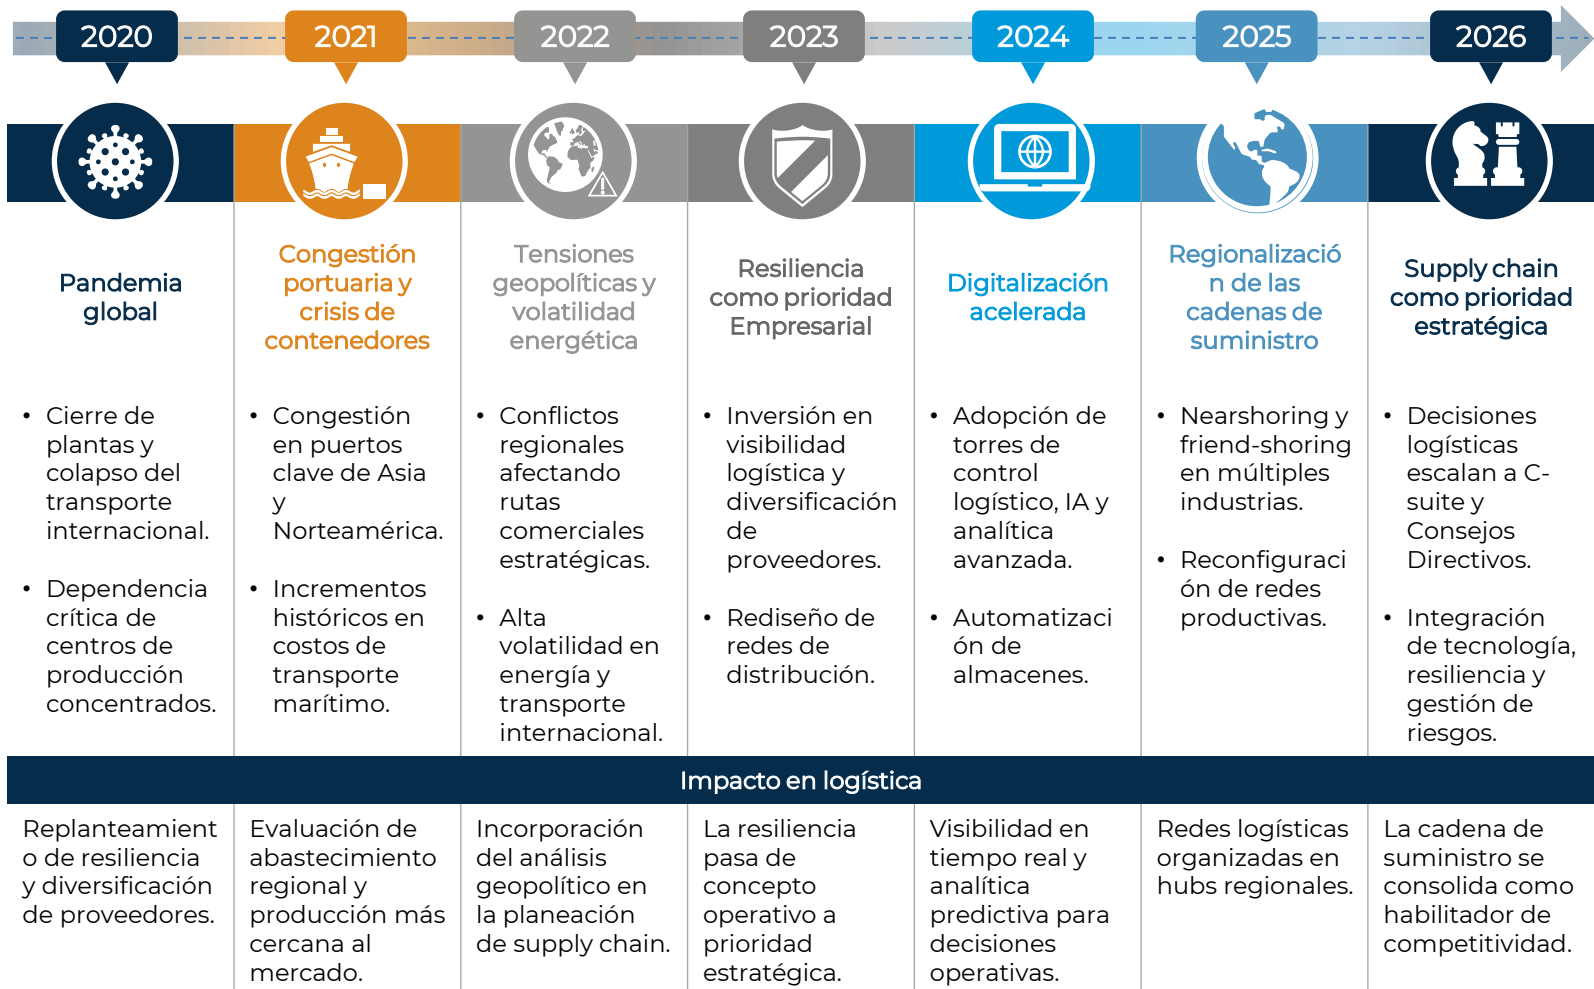 2020
2021
2022
2023
2024
2025
2026
Pandemia
global
Congestión
portuaria y
crisis de
contenedores
Tensiones
geopolíticas y
volatilidad
energética
Resiliencia
como prioridad
Empresarial
Digitalización
acelerada
Regionalizació
n de las
cadenas de
suministro
Supply chain
como prioridad
estratégica
• Cierre de
plantas y
colapso del
transporte
internacional.
• Dependencia
crítica de
centros de
producción
concentrados.
• Congestión
en puertos
clave de Asia
y
Norteamérica.
• Incrementos
históricos en
costos de
transporte
marítimo.
• Conflictos
regionales
afectando
rutas
comerciales
estratégicas.
• Alta
volatilidad en
energía y
transporte
internacional.
• Inversión en
visibilidad
logística y
diversificación
de
proveedores.
• Rediseño de
redes de
distribución.
• Adopción de
torres de
control
logístico, IA y
analítica
avanzada.
• Automatizaci
ón de
almacenes.
• Nearshoring y
friend-shoring
en múltiples
industrias.
• Reconfiguraci
ón de redes
productivas.
• Decisiones
logísticas
escalan a C-
suite y
Consejos
Directivos.
• Integración
de tecnología,
resiliencia y
gestión de
riesgos.
Impacto en logística
Replanteamient
o de resiliencia
y diversificación
de proveedores.
Evaluación de
abastecimiento
regional y
producción más
cercana al
mercado.
Incorporación
del análisis
geopolítico en
la planeación
de supply chain.
La resiliencia
pasa de
concepto
operativo a
prioridad
estratégica.
Visibilidad en
tiempo real y
analítica
predictiva para
decisiones
operativas.
Redes logísticas
organizadas en
hubs regionales.
La cadena de
suministro se
consolida como
habilitador de
competitividad.